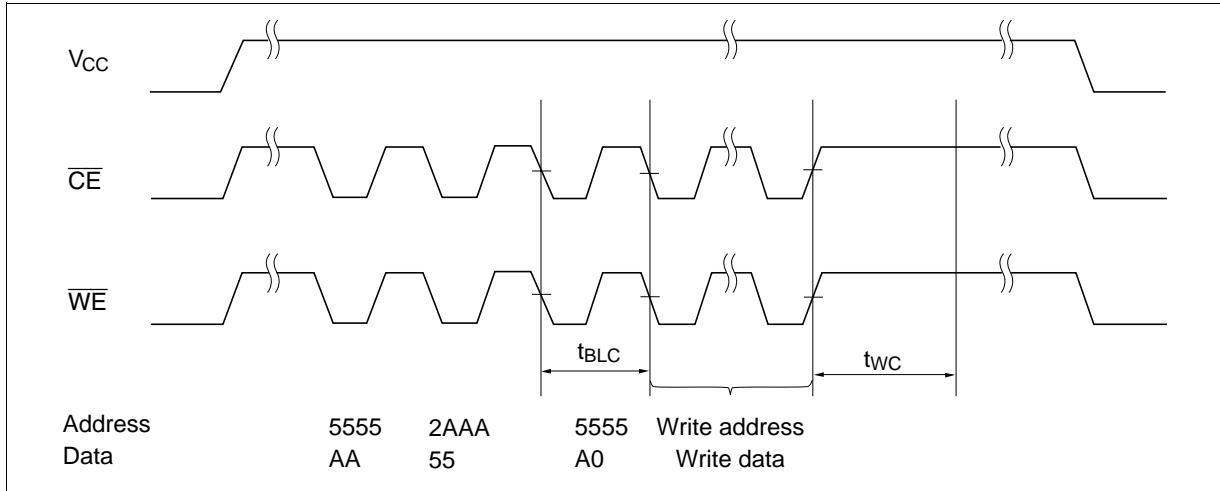 VCC
CE
WE
tBLC
tWC
Address 5555 2AAA 5555 Write address
Data AA 55 A0 Write data